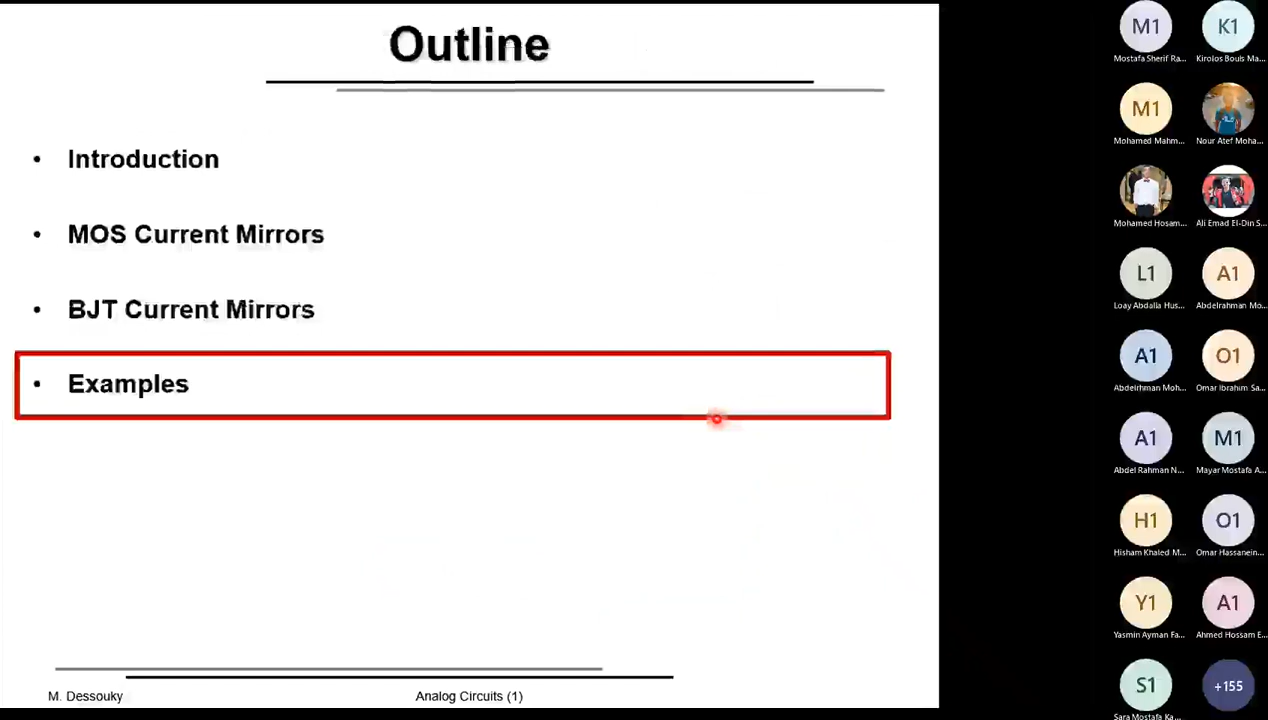 Outline
• Introduction
• MOS Current Mirrors
• BJT Current Mirrors
• Examples
M. Dessouky
Analog Circuits (1)
M1 K1
Mostafa Sherif Ra... Kirolos Bouls Ma...
M1
Mohamed Mahm... Nour Atef Moha...
Mohamed Hosam... Ali Emad El-Din S...
L1 A1
Loay Abdalla Hus... Abdelrahman Mo...
A1 O1
Abdelrhman Moh... Omar Ibrahim Sa...
A1 M1
Abdel Rahman N... Mayar Mostafa A...
H1 O1
Hisham Khaled M... Omar Hassanein...
Y1 A1
Yasmin Ayman Fa... Ahmed Hossam E...
S1 +155
Sara Mostafa Ka...